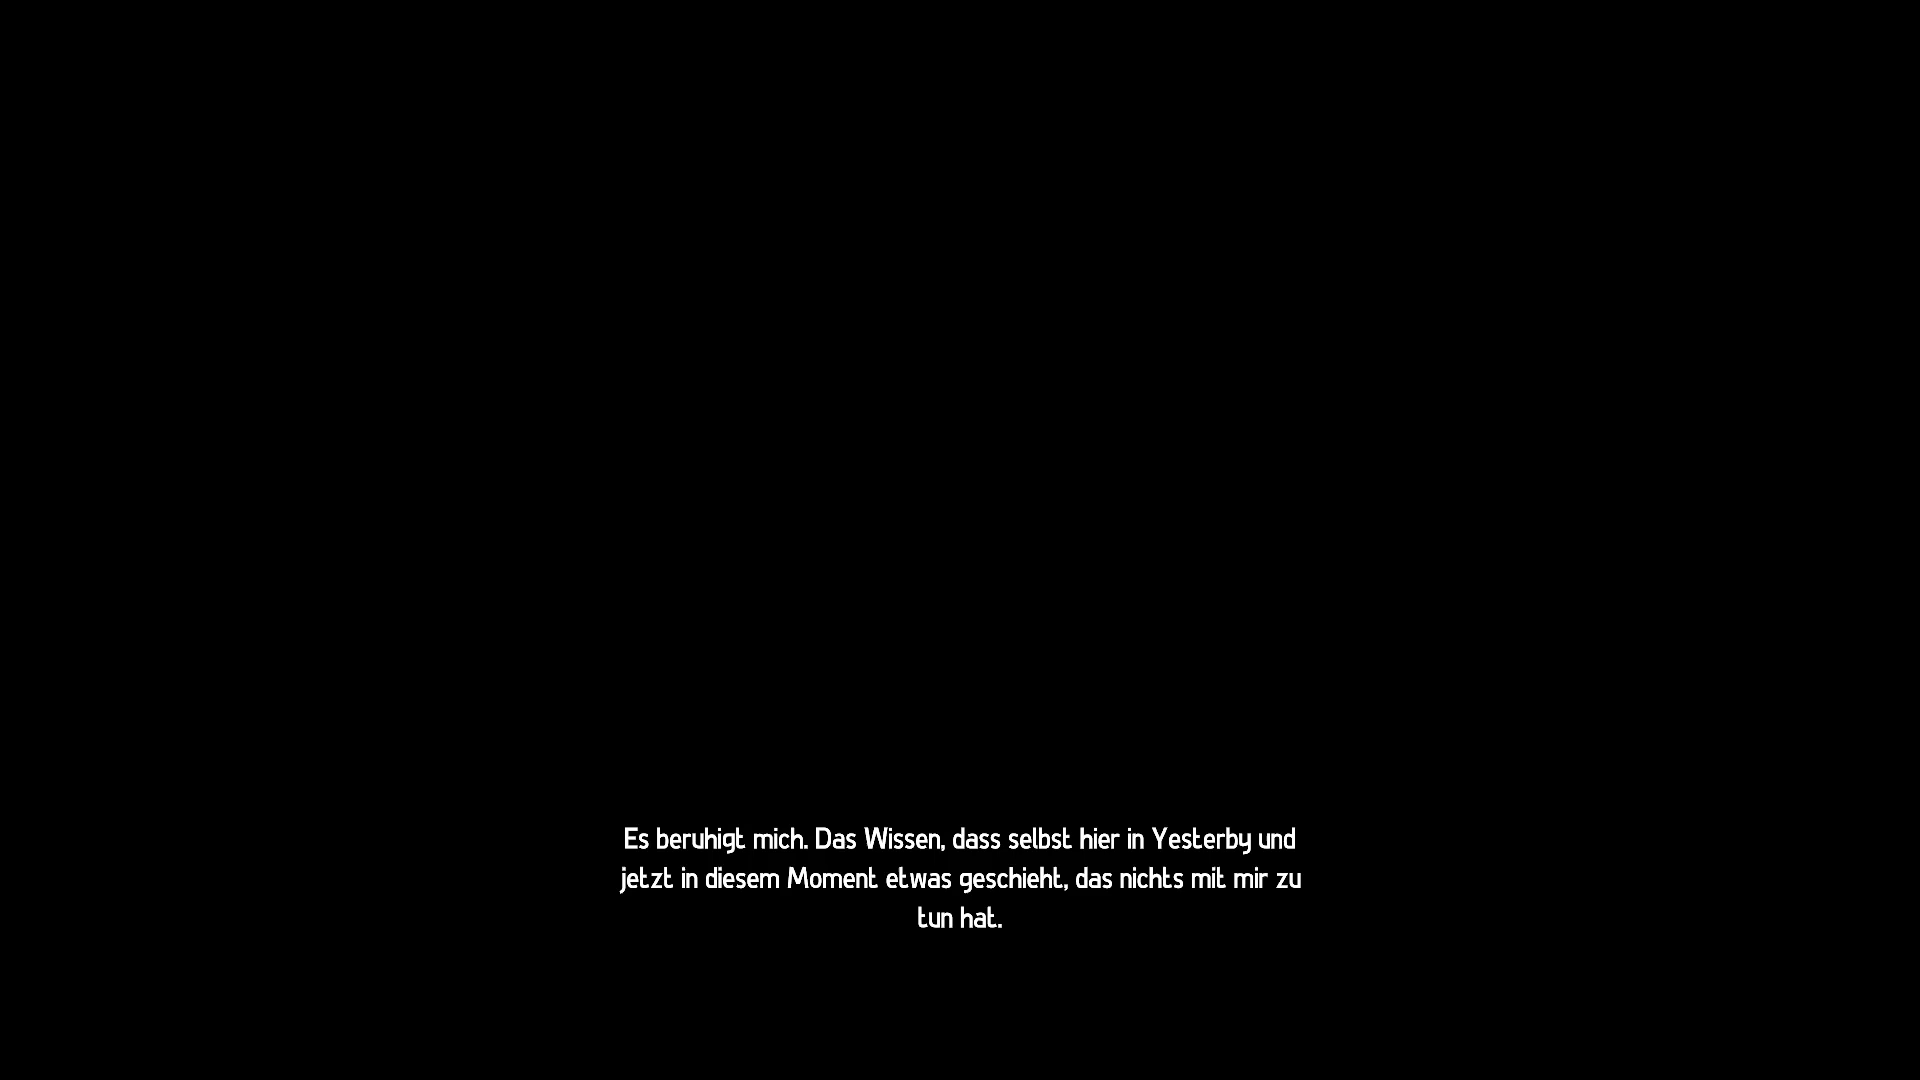 Es beruhigt mich. Das Wissen, dass selbst hier in Yesterby und
jetzt in diesem Moment etwas geschieht, das nichts mit mir zu
tun hat.